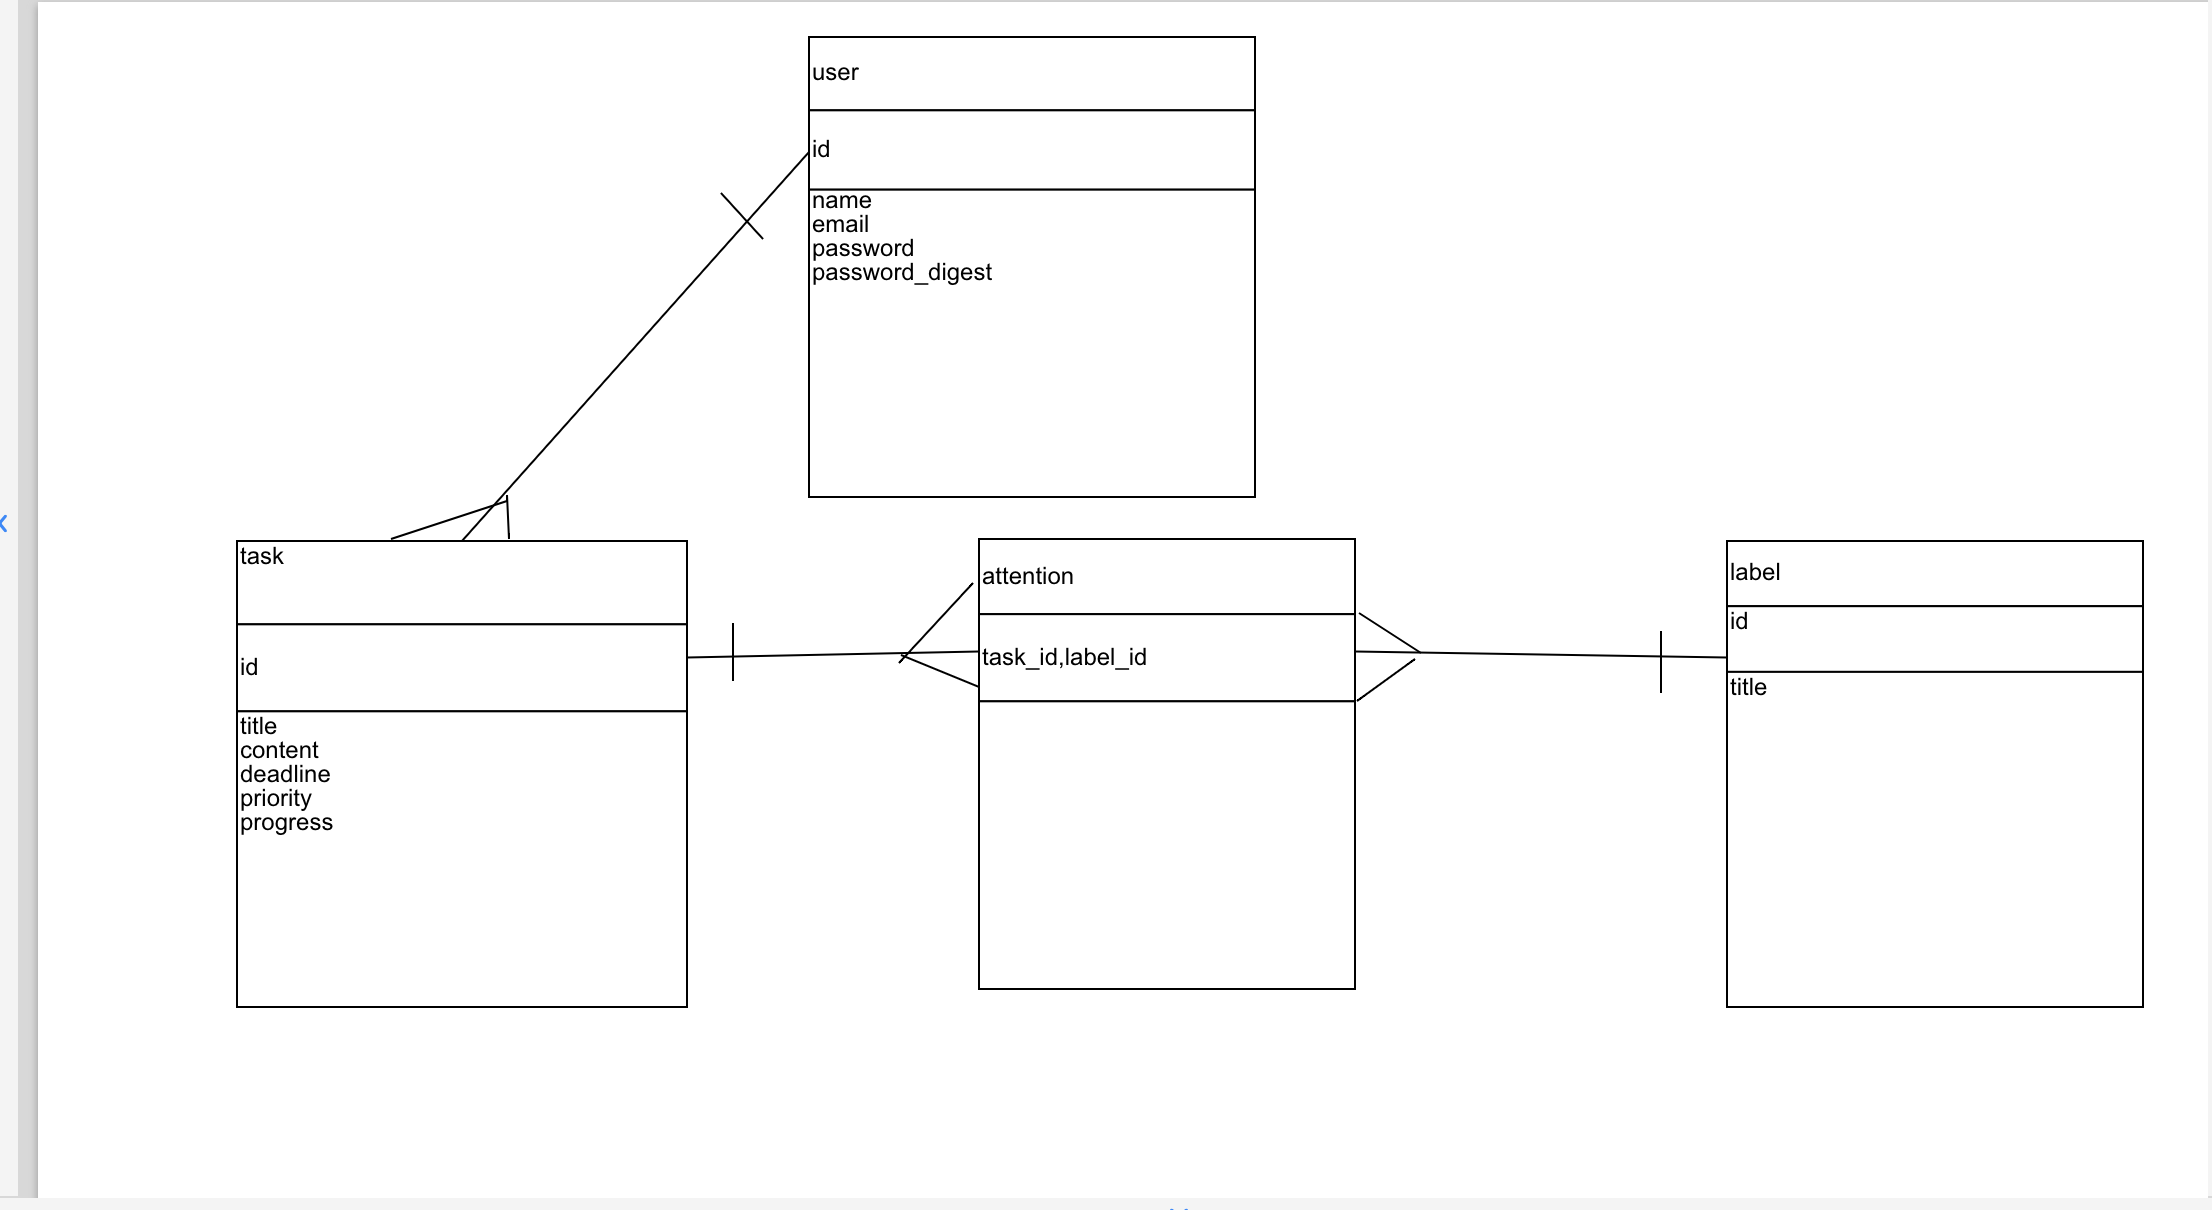 user
id
name
email
password
password_digest
task
id
title
content
deadline
priority
progress
attention
task_id,label_id
label
id
title